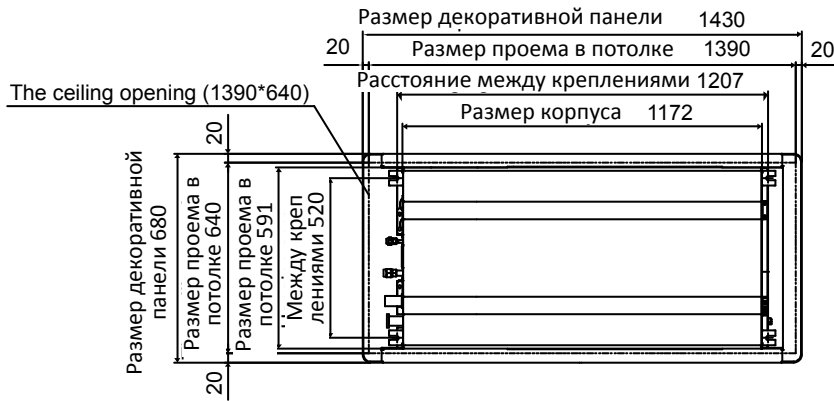 Размер декоративной панели 1430
20 Размер проема в потолке 1390 20
Расстояние между креплениями 1207
The ceiling opening (1390*640)
Размер корпуса 1172
20
Размер декоративной
панели 680
Размер проема в
потолке 640
Размер проема в
потолке 591
Между креп
лениями 520
20